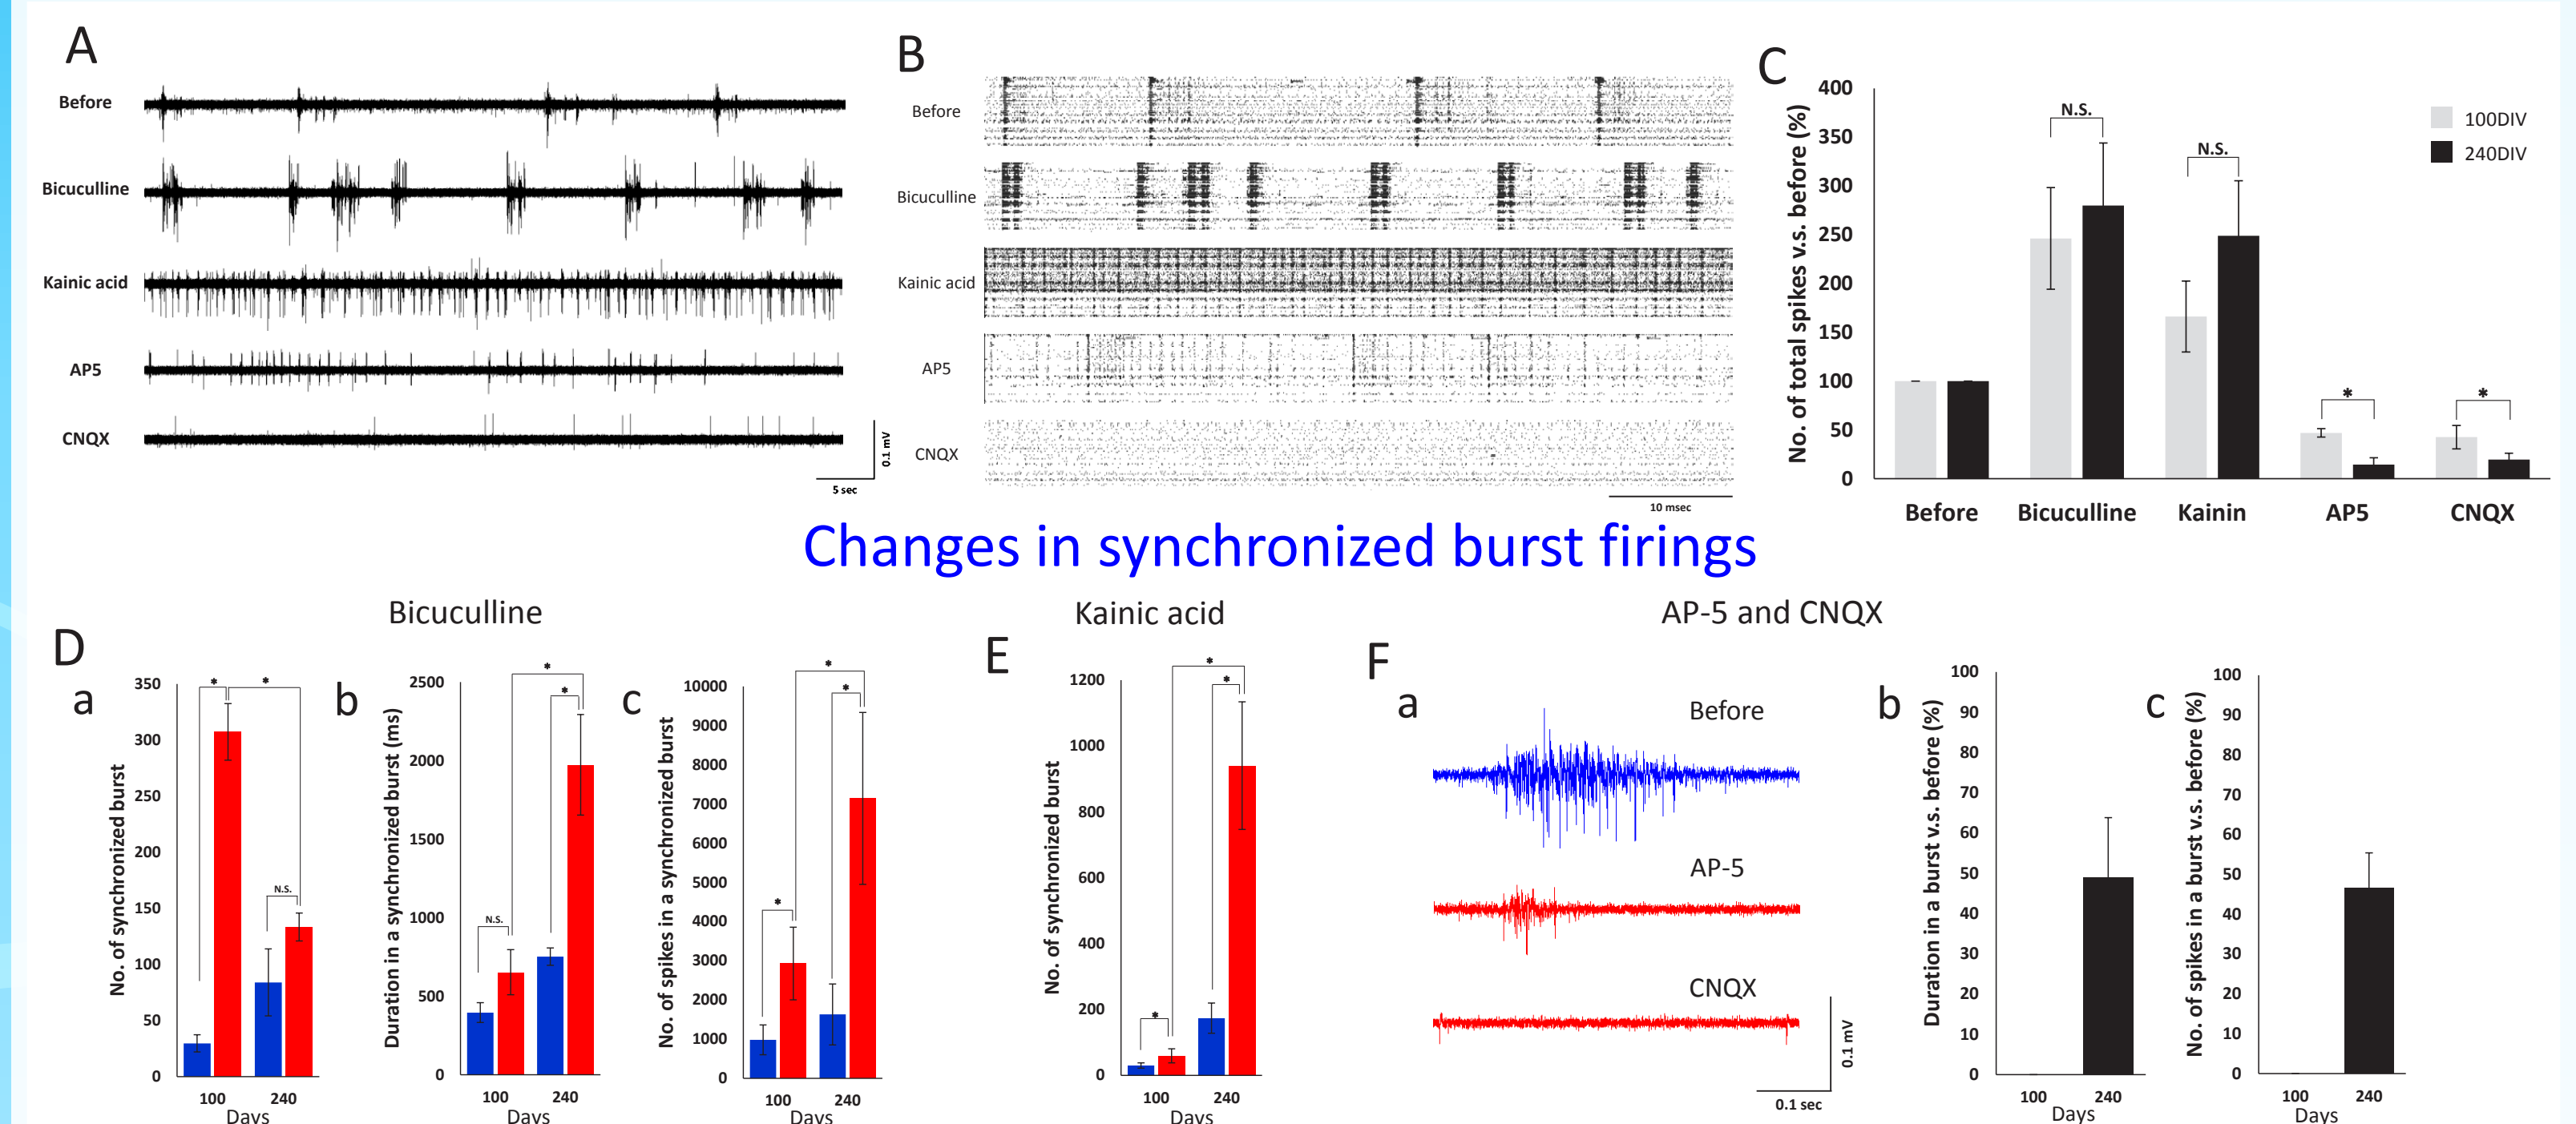 A
Before
Bicuculline
Kainic acid
AP5
CNQX
0.1 mV
5 sec
B
Before
Bicuculline
Kainic acid
AP5
CNQX
10 msec
C
No. of total spikes v.s. before (%)
400
350
300
250
200
150
100
50
0
N.S.
N.S.
*
*
100DIV
240DIV
Before Bicuculline Kainin AP5 CNQX
Changes in synchronized burst firings
Bicuculline
D
a
No. of synchronized burst
350
300
250
200
150
100
50
0
* *
N.S.
100 240
Days
b
Duration in a synchronized burst (ms)
2500
2000
1500
1000
500
0
*
*
N.S.
100 240
Days
c
No. of spikes in a synchronized burst
10000
9000
8000
7000
6000
5000
4000
3000
2000
1000
0
*
*
*
100 240
Days
Kainic acid
E
No. of synchronized burst
1200
1000
800
600
400
200
0
*
*
*
100 240
Days
AP-5 and CNQX
F
a
Before
AP-5
CNQX
0.1 mV
0.1 sec
b
Duration in a burst v.s. before (%)
100
90
80
70
60
50
40
30
20
10
0
100 240
Days
c
No. of spikes in a burst v.s. before (%)
100
90
80
70
60
50
40
30
20
10
0
100 240
Days